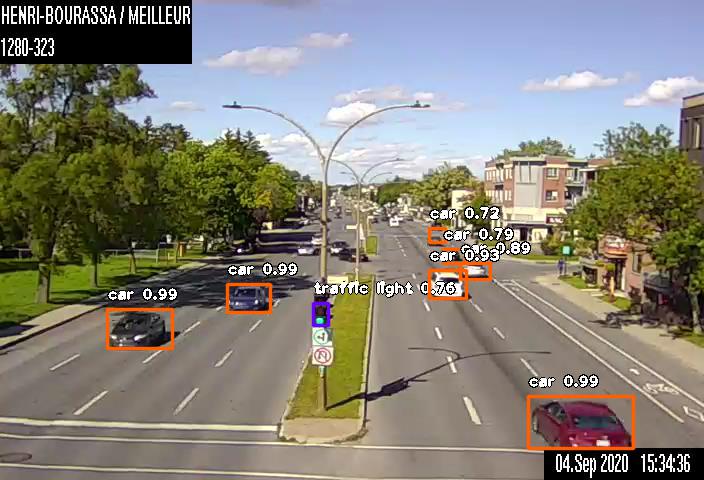 HENRI-BOURASSA / MEILLEUR
1280-323
car 0.72
car 0.79
car 0.89
car 0.93
car 0.99
traffic light 0.76
car 0.99
car 0.99
04.Sep 2020 15:34:36